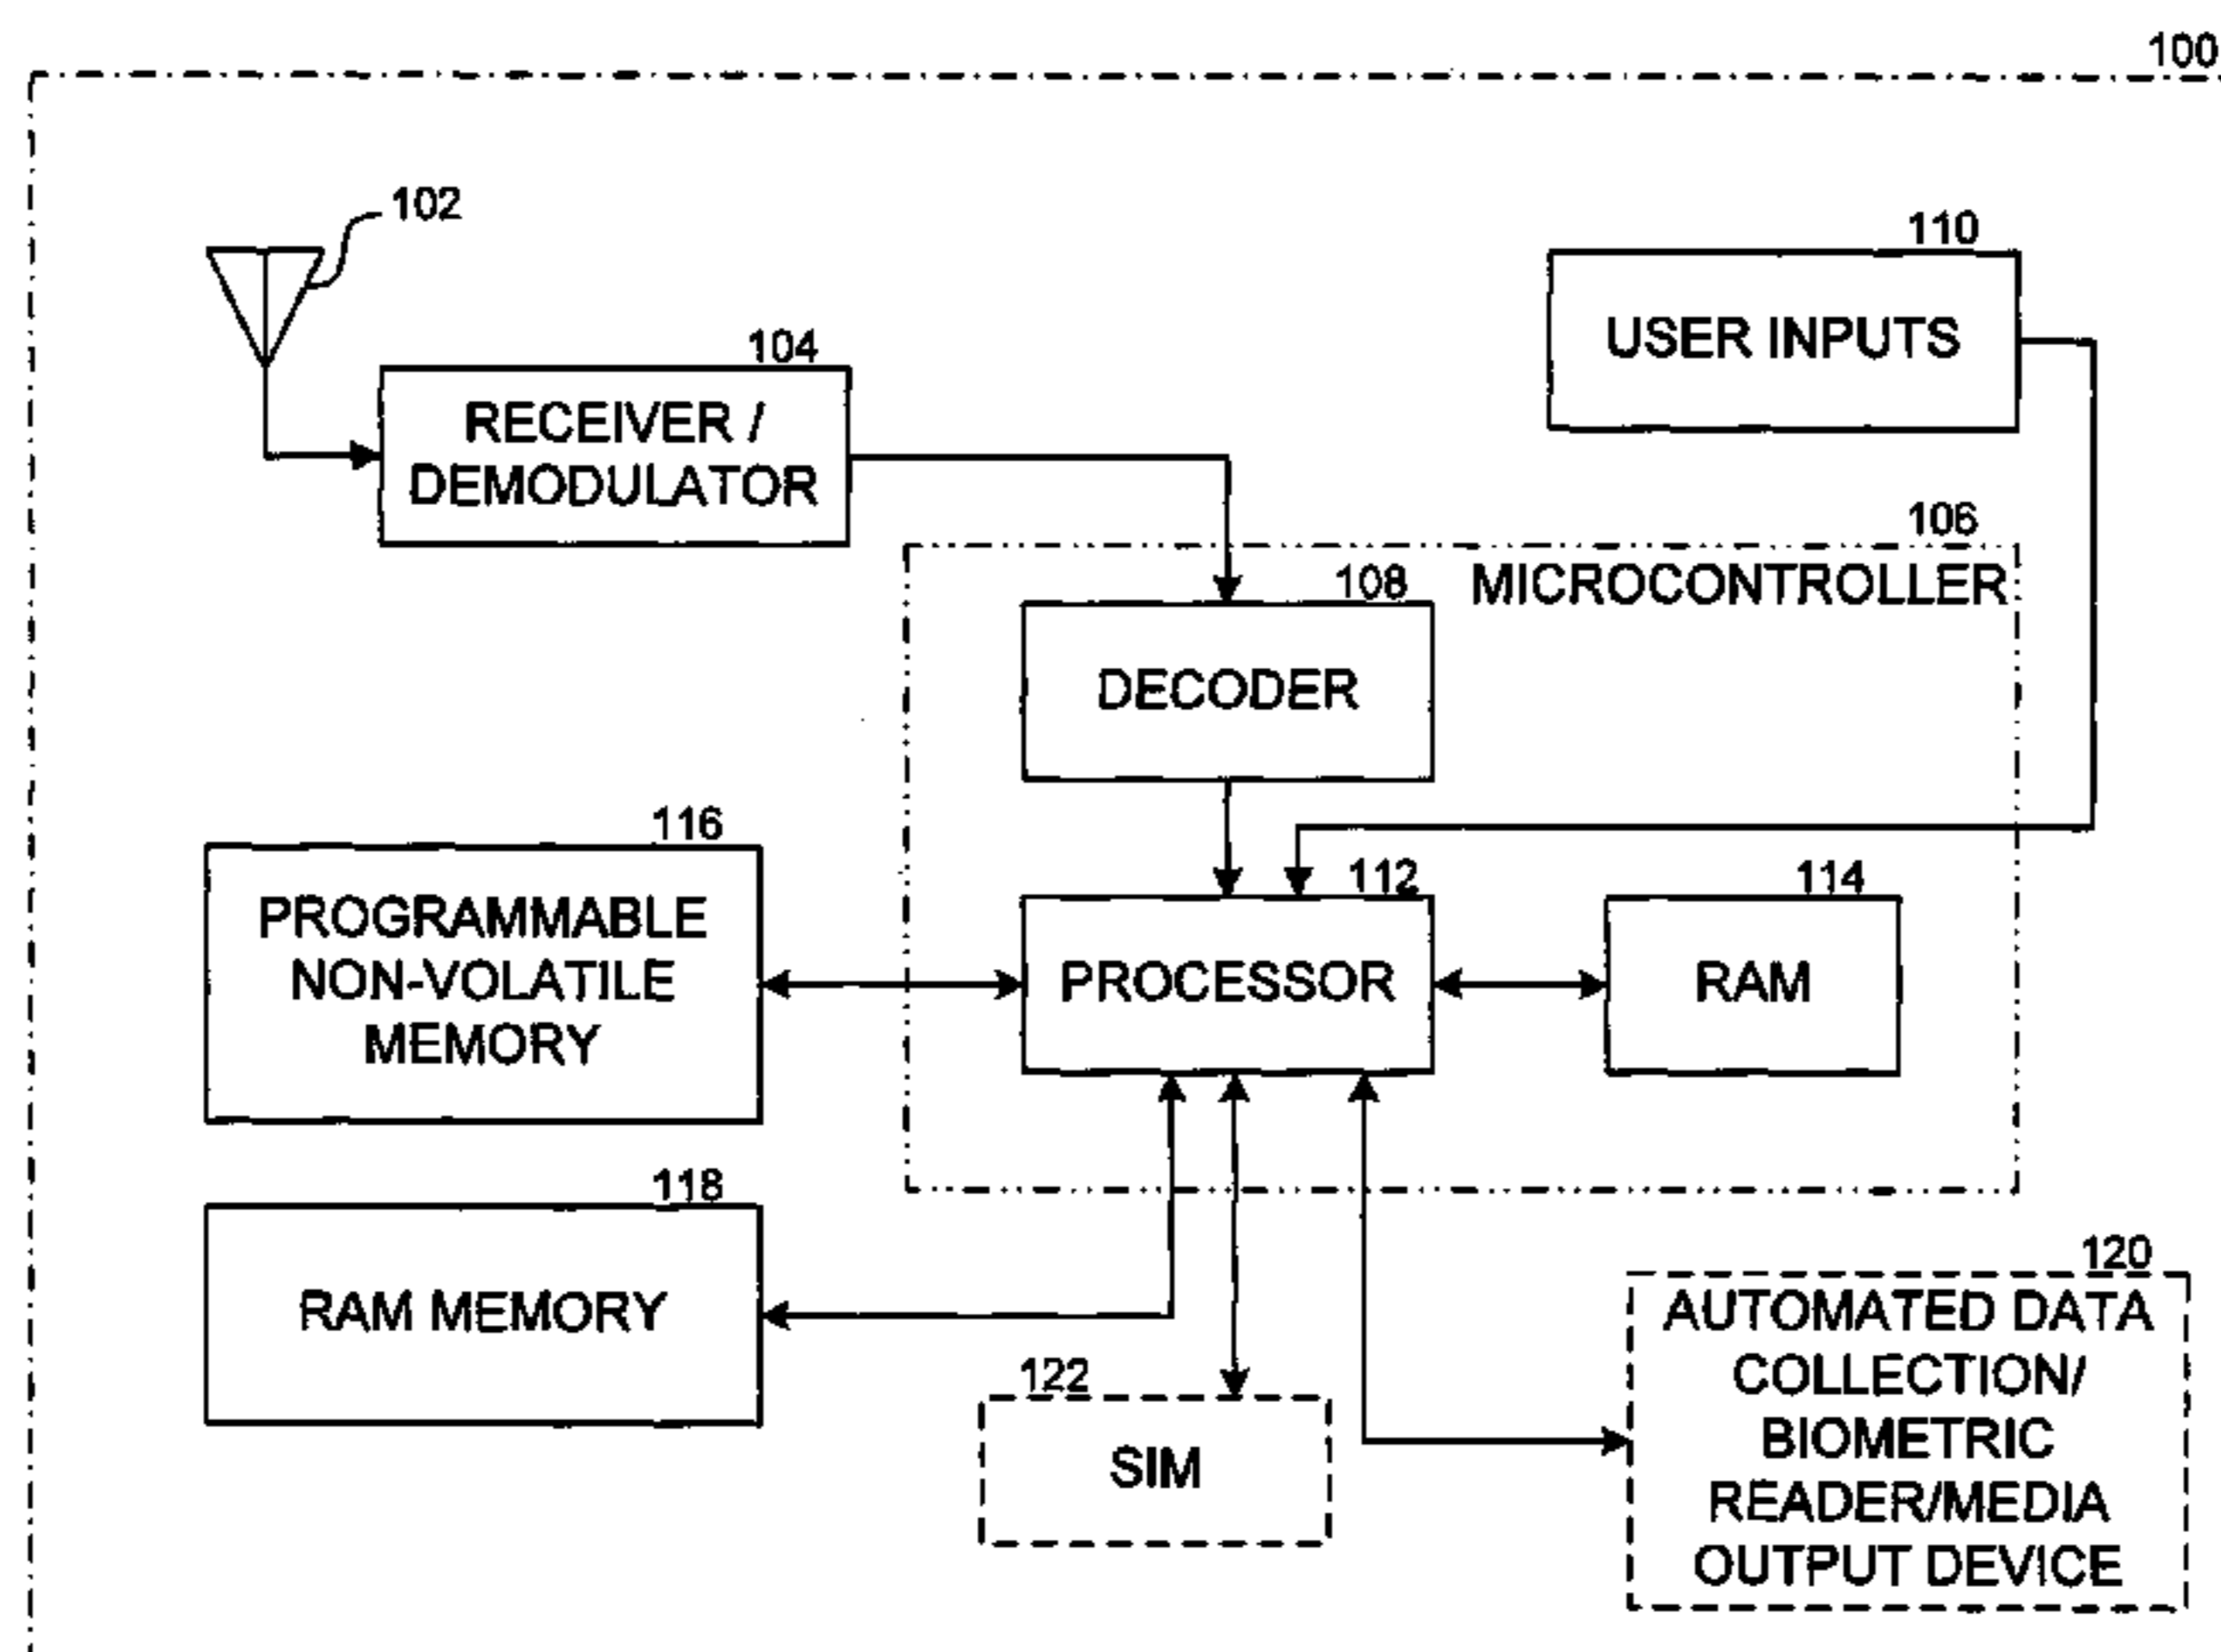 100
102
104
RECEIVER /
DEMODULATOR
110
USER INPUTS
106
MICROCONTROLLER
108
DECODER
116
PROGRAMMABLE
NON-VOLATILE
MEMORY
112
PROCESSOR
114
RAM
118
RAM MEMORY
122
SIM
120
AUTOMATED DATA
COLLECTION/
BIOMETRIC
READER/MEDIA
OUTPUT DEVICE